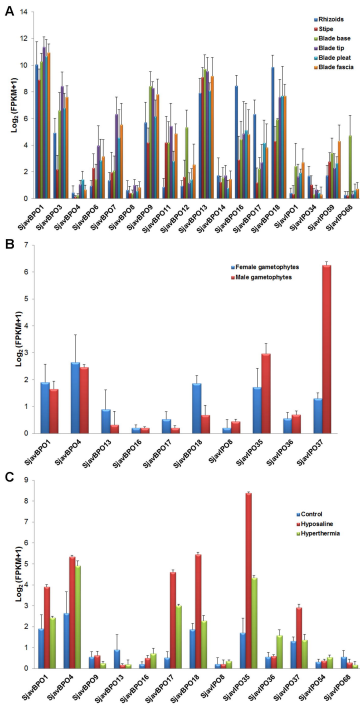 A
Log2 (FPKM+1)
14
12
10
8
6
4
2
0
Rhizoids
Stipe
Blade base
Blade tip
Blade pleat
Blade fascia
SjavBPO1
SjavBPO3
SjavBPO4
SjavBPO6
SjavBPO7
SjavBPO8
SjavBPO9
SjavBPO11
SjavBPO12
SjavBPO13
SjavBPO14
SjavBPO16
SjavBPO17
SjavBPO18
SjavIPO1
SjavIPO34
SjavIPO59
SjavIPO68
B
Log2 (FPKM+1)
7
6
5
4
3
2
1
0
Female gametophytes
Male gametophytes
SjavBPO1
SjavBPO4
SjavBPO13
SjavBPO16
SjavBPO17
SjavBPO18
SjavIPO8
SjavIPO35
SjavIPO36
SjavIPO37
C
Log2 (FPKM+1)
9
8
7
6
5
4
3
2
1
0
Control
Hyposaline
Hyperthermia
SjavBPO1
SjavBPO4
SjavBPO9
SjavBPO13
SjavBPO16
SjavBPO17
SjavBPO18
SjavIPO8
SjavIPO35
SjavIPO36
SjavIPO37
SjavIPO54
SjavIPO68